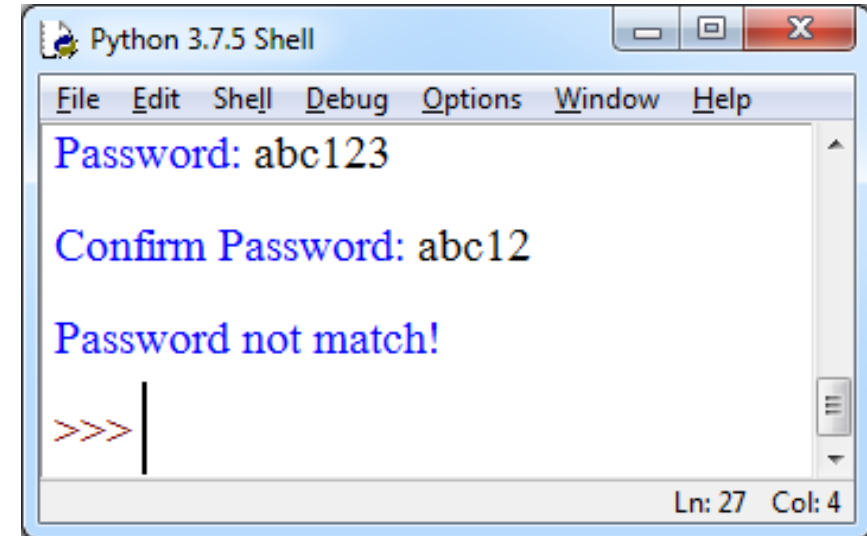 Python 3.7.5 Shell
File Edit Shell Debug Options Window Help
Password: abc123
Confirm Password: abc12
Password not match!
>>>
Ln: 27 Col: 4